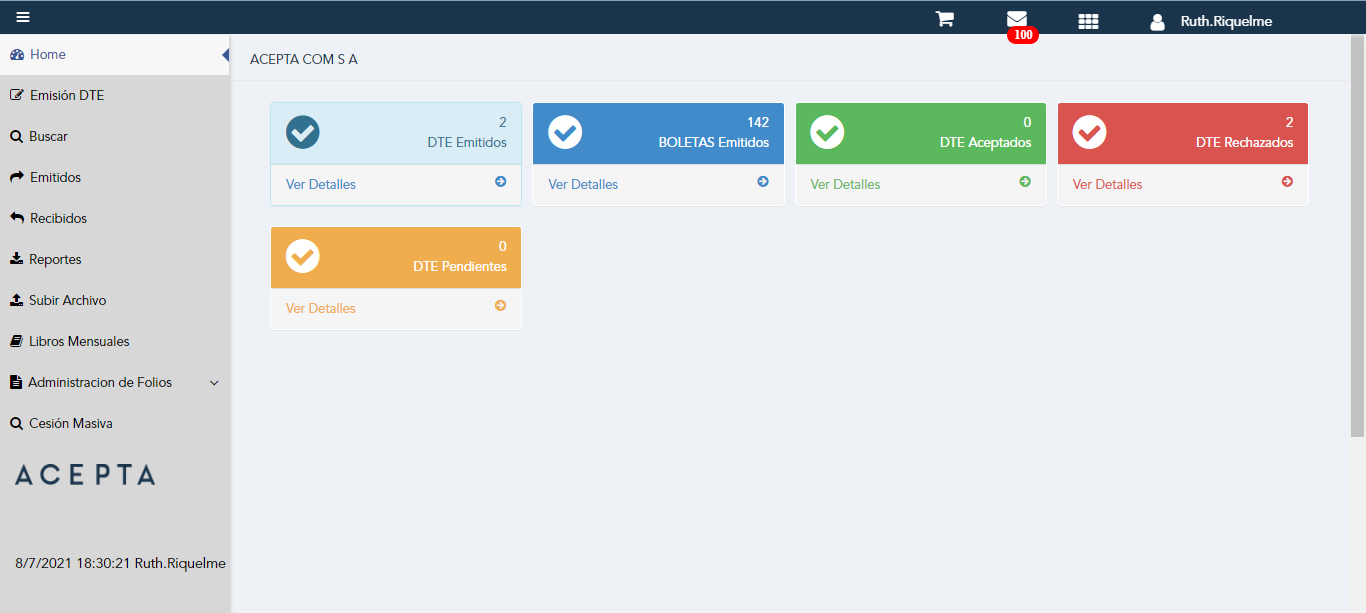 Ruth.Riquelme
100
Home
ACEPTA COM S A
Emisión DTE
Buscar
Emitidos
Recibidos
Reportes
Subir Archivo
Libros Mensuales
Administracion de Folios
Cesión Masiva
ACEPTA
8/7/2021 18:30:21 Ruth.Riquelme
2
DTE Emitidos
Ver Detalles
142
BOLETAS Emitidos
Ver Detalles
0
DTE Aceptados
Ver Detalles
2
DTE Rechazados
Ver Detalles
0
DTE Pendientes
Ver Detalles